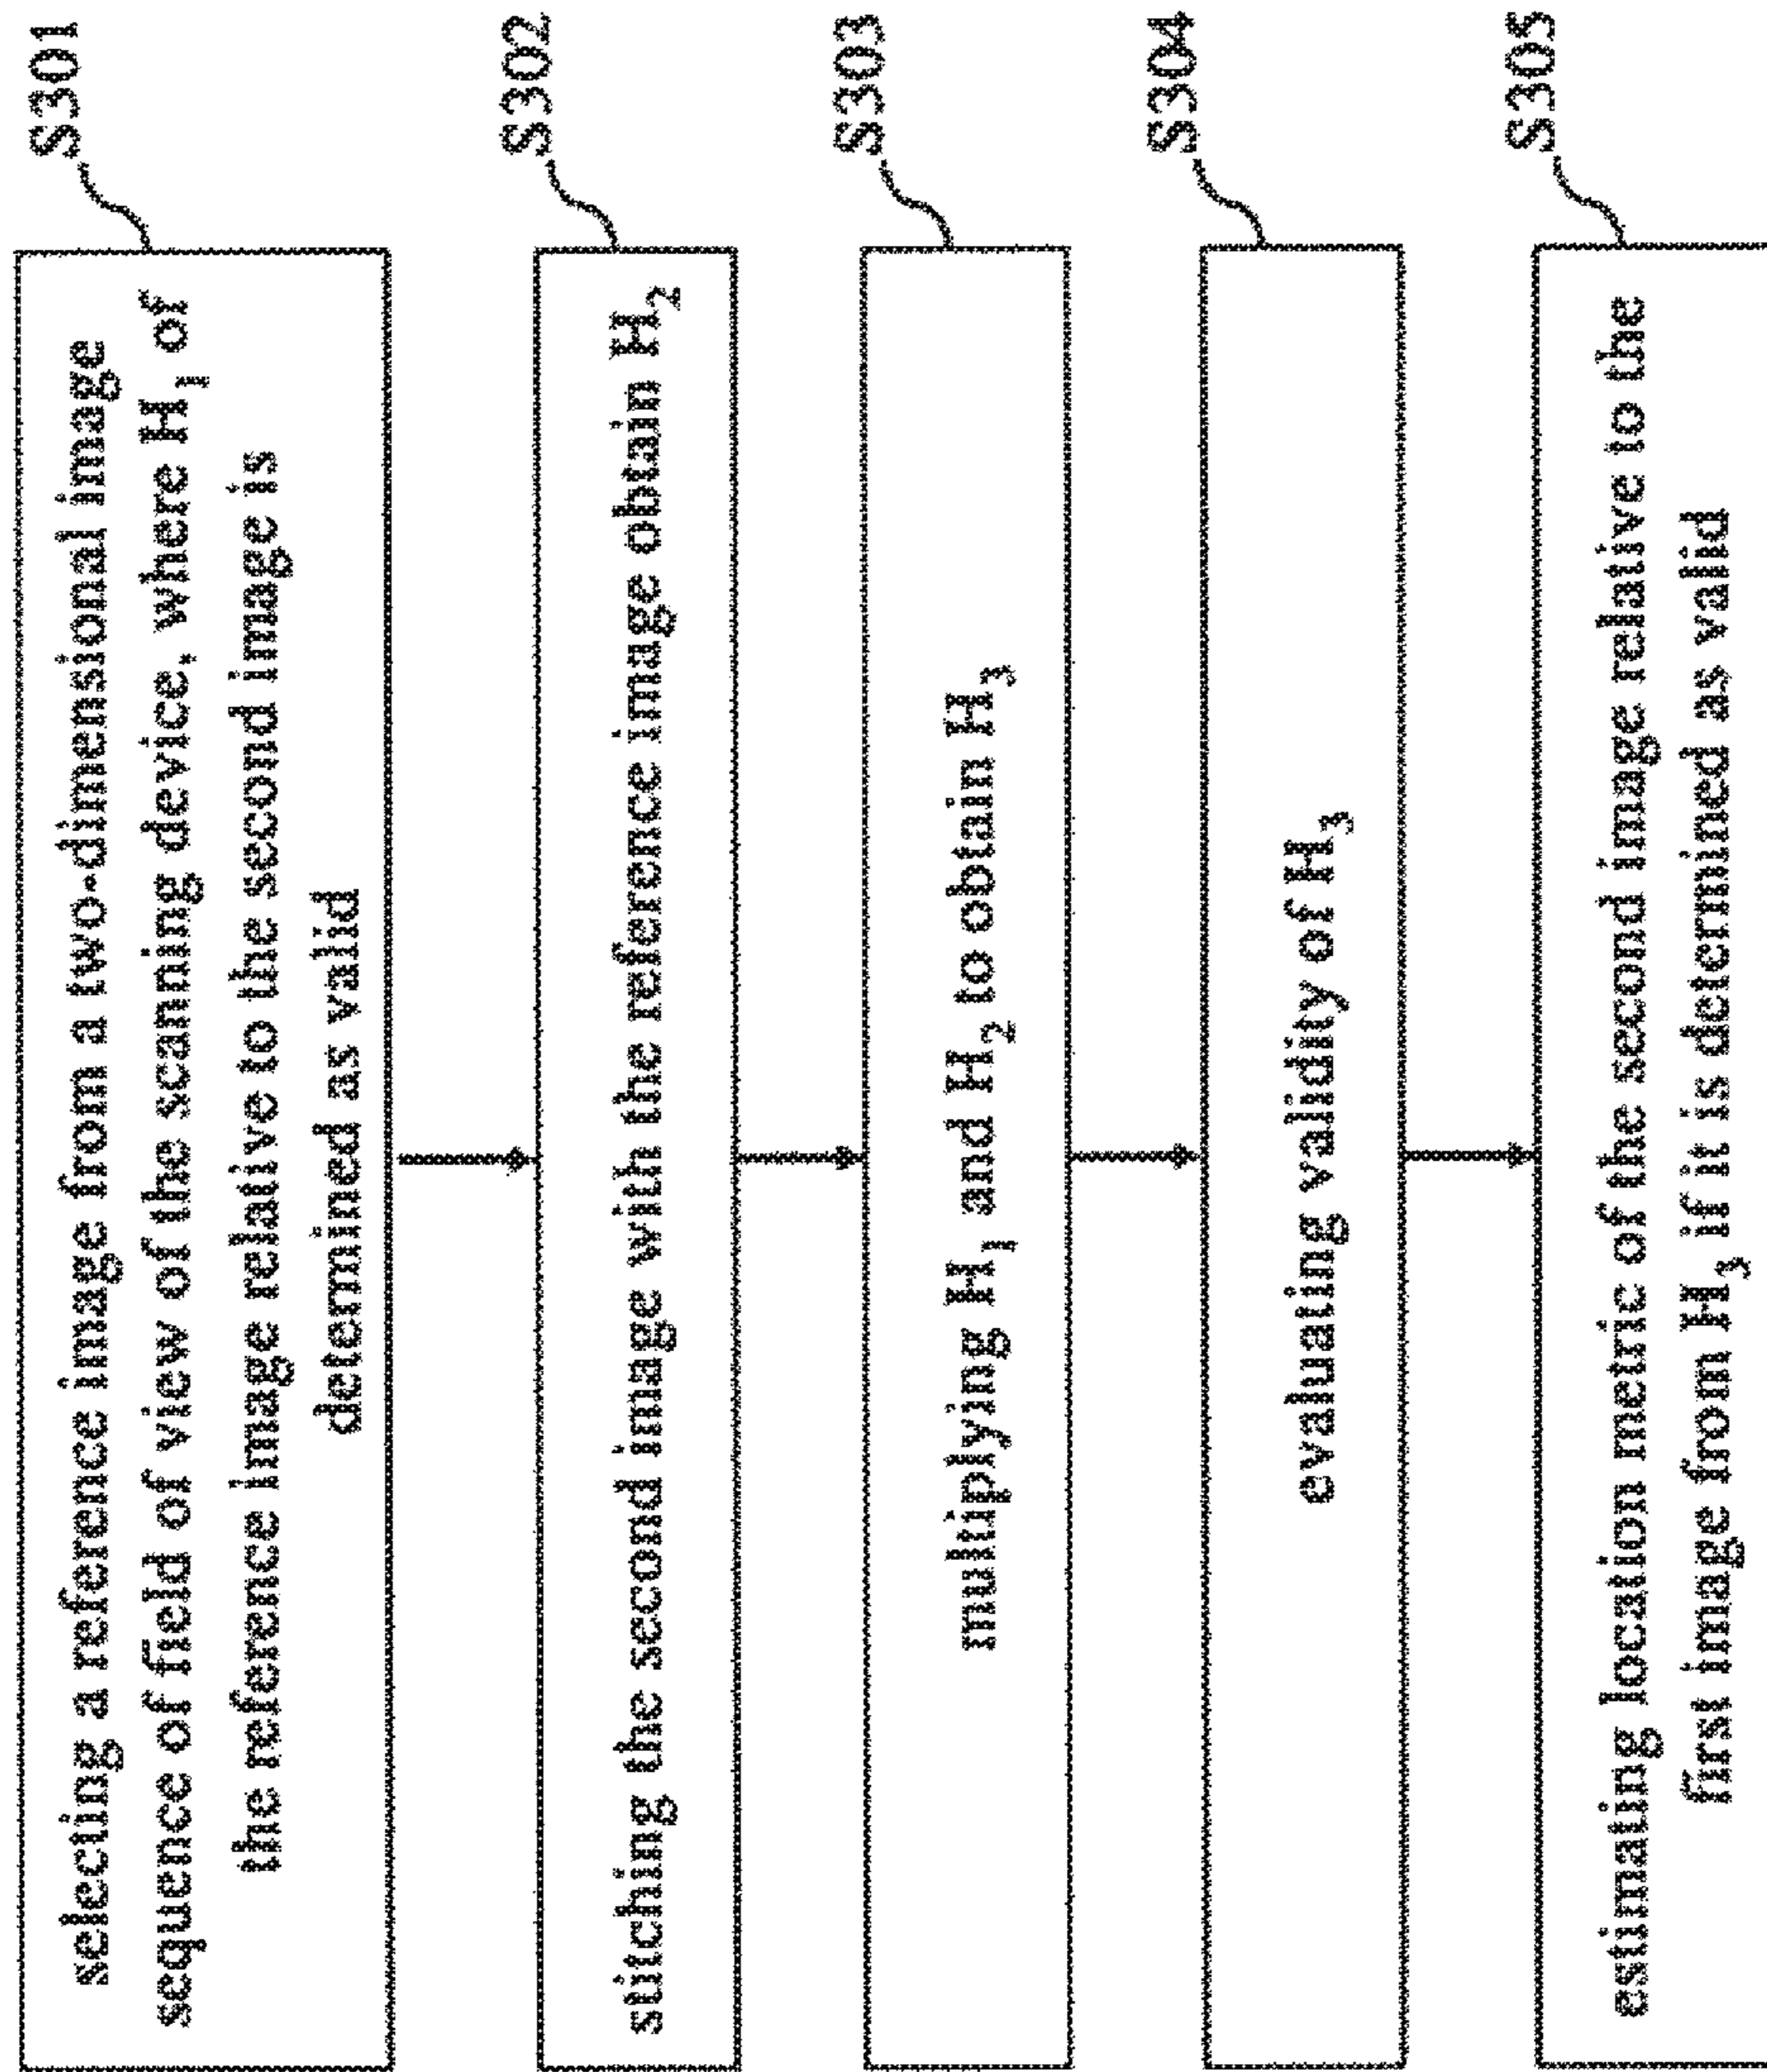 S301
selecting a reference image from a two-dimensional image
sequence of field of view of the scanning device, where H₁ of
the reference image relative to the second image is
detemined as valid
S302
stitching the second image with the reference image obtain H₂
S303
multiplying H₁ and H₂ to obtain H₃
S304
evaluating validity of H₃
S305
estimating location metric of the second image relative to the
first image from H₃ if it is determined as valid